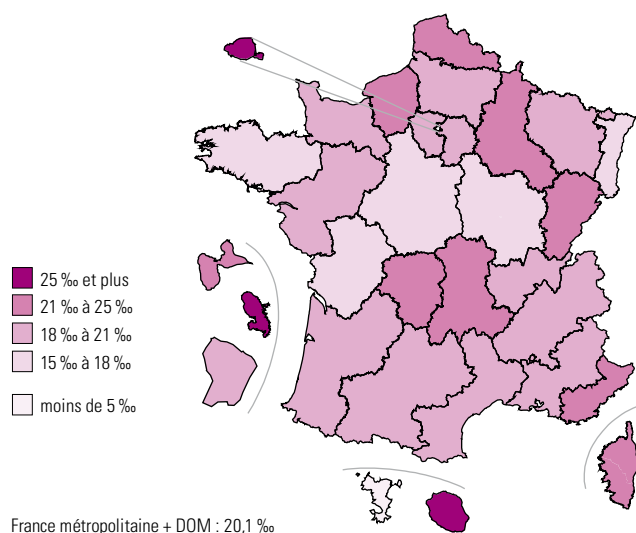 25 ‰ et plus
21 ‰ à 25 ‰
18 ‰ à 21 ‰
15 ‰ à 18 ‰
moins de 5 ‰
France métropolitaine + DOM : 20,1 ‰